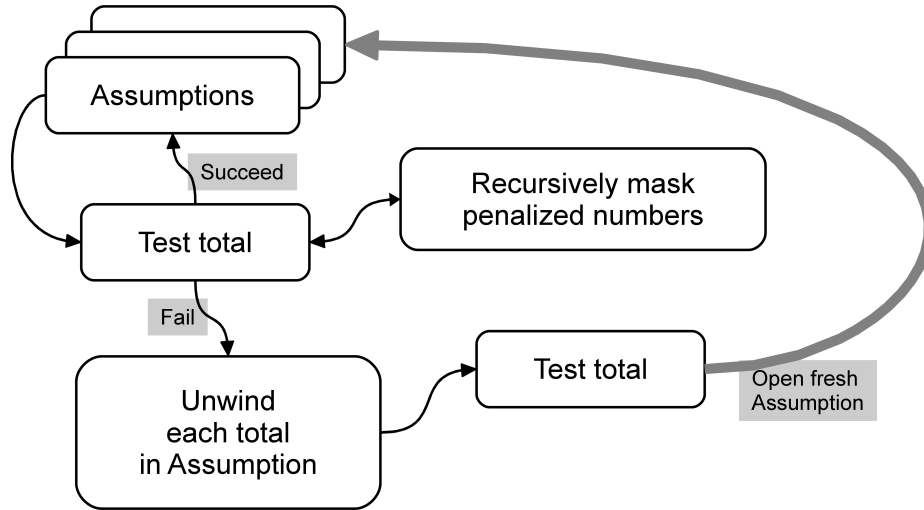 Assumptions
Succeed
Recursively mask
penalized numbers
Test total
Fail
Unwind
each total
in Assumption
Test total
Open fresh
Assumption